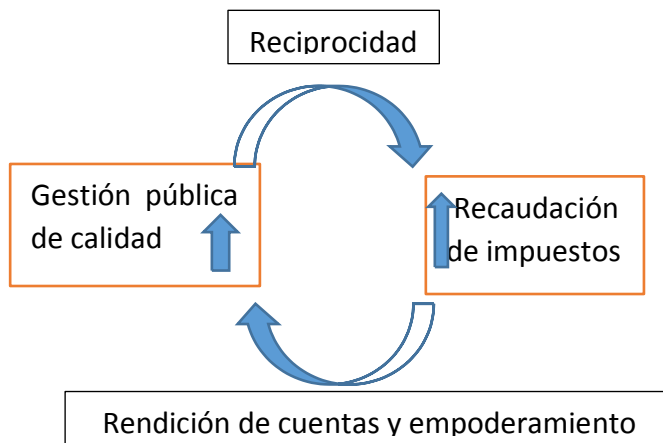 Reciprocidad
Gestión pública
de calidad
Recaudación
de impuestos
Rendición de cuentas y empoderamiento